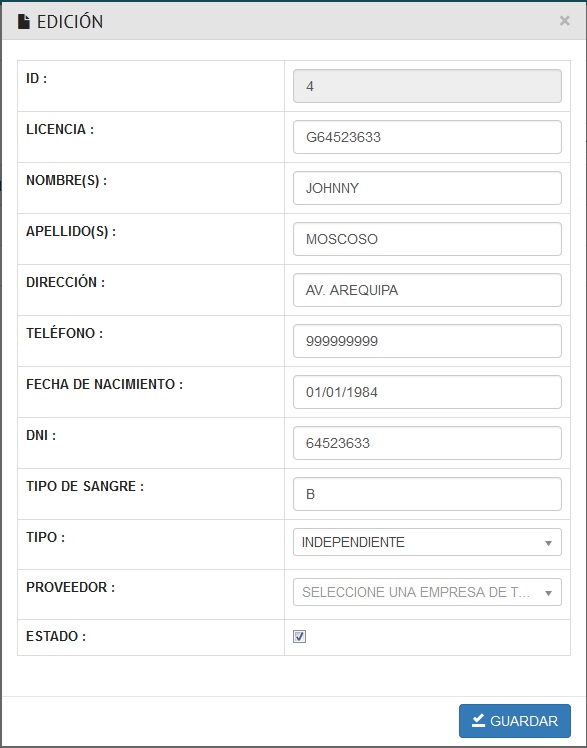 EDICIÓN ×
ID : 4
LICENCIA : G64523633
NOMBRE(S) : JOHNNY
APELLIDO(S) : MOSCOSO
DIRECCIÓN : AV. AREQUIPA
TELÉFONO : 999999999
FECHA DE NACIMIENTO : 01/01/1984
DNI : 64523633
TIPO DE SANGRE : B
TIPO : INDEPENDIENTE
PROVEEDOR : SELECCIONE UNA EMPRESA DE T...
ESTADO :
GUARDAR